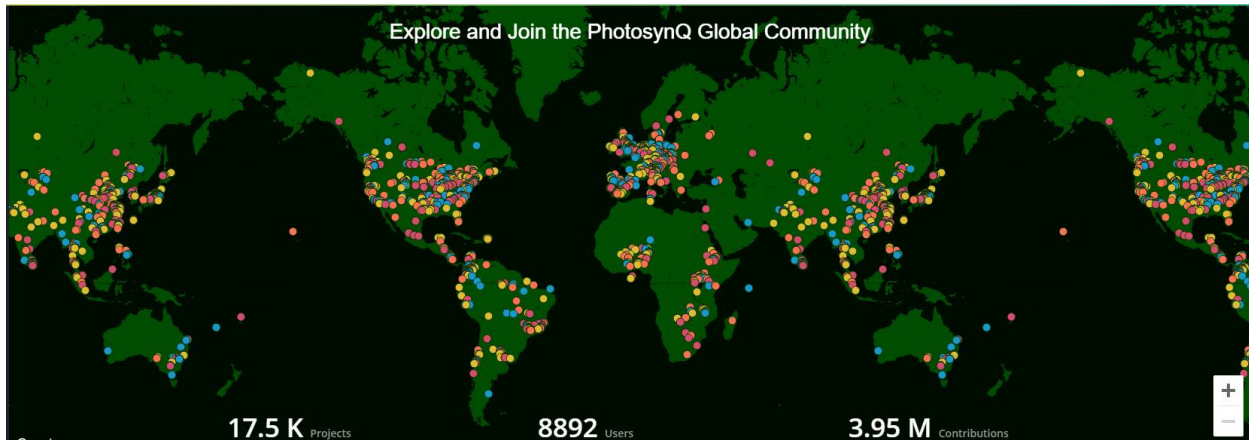 Explore and Join the PhotosynQ Global Community
+
−
17.5 K Projects 8892 Users 3.95 M Contributions